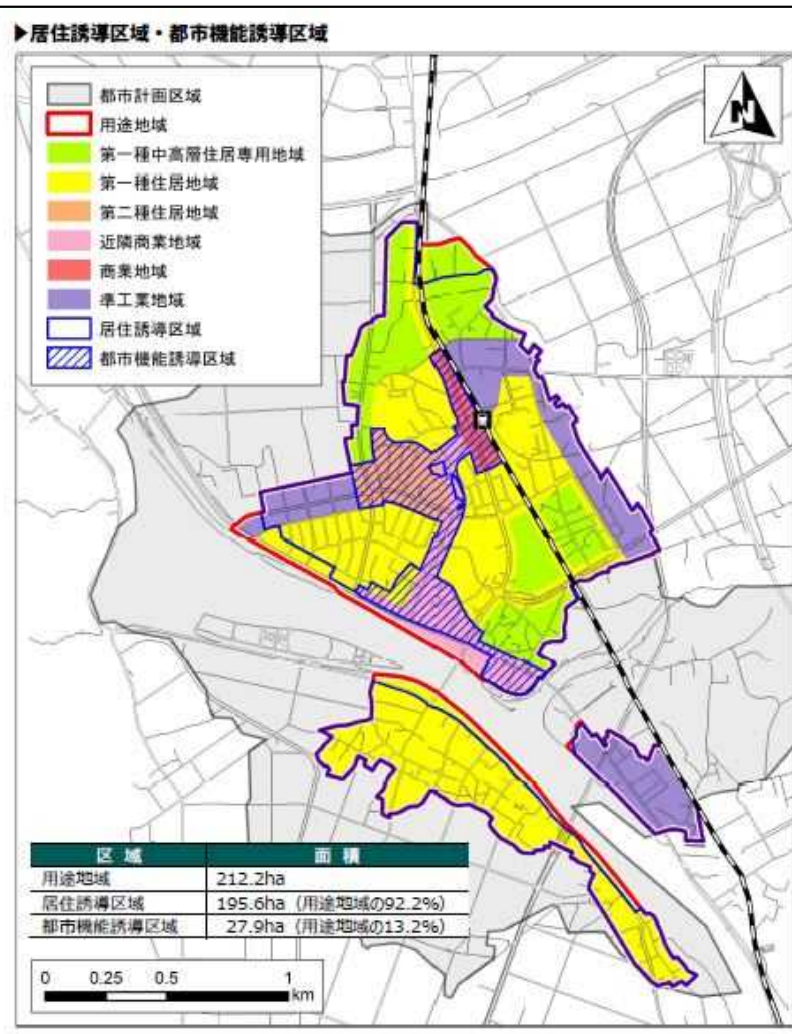 ▶居住誘導区域・都市機能誘導区域
都市計画区域
用途地域
第一種中高層住居専用地域
第一種住居地域
第二種住居地域
近隣商業地域
商業地域
準工業地域
居住誘導区域
都市機能誘導区域
N
区 域 面 積
用途地域 212.2ha
居住誘導区域 195.6ha（用途地域の92.2%）
都市機能誘導区域 27.9ha（用途地域の13.2%）
0 0.25 0.5 1
km